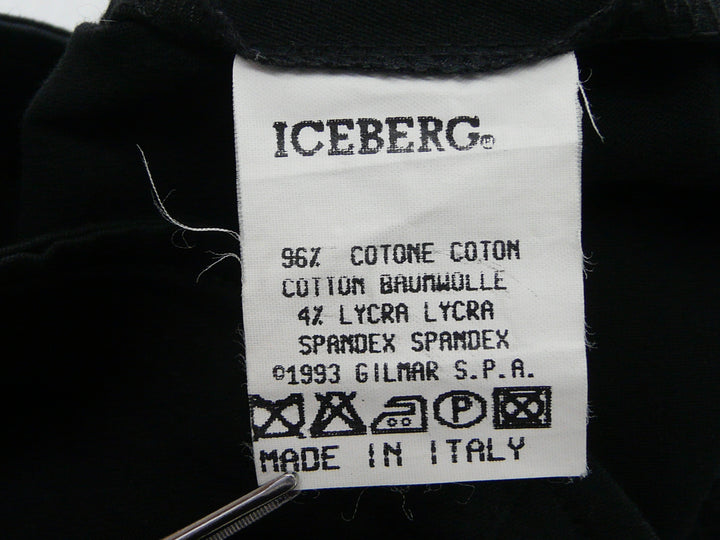 ICEBERG®
96% COTONE COTON
COTTON BAUMWOLLE
4% LYCRA LYCRA
SPANDEX SPANDEX
©1993 GILMAR S.P.A.
P
MADE IN ITALY